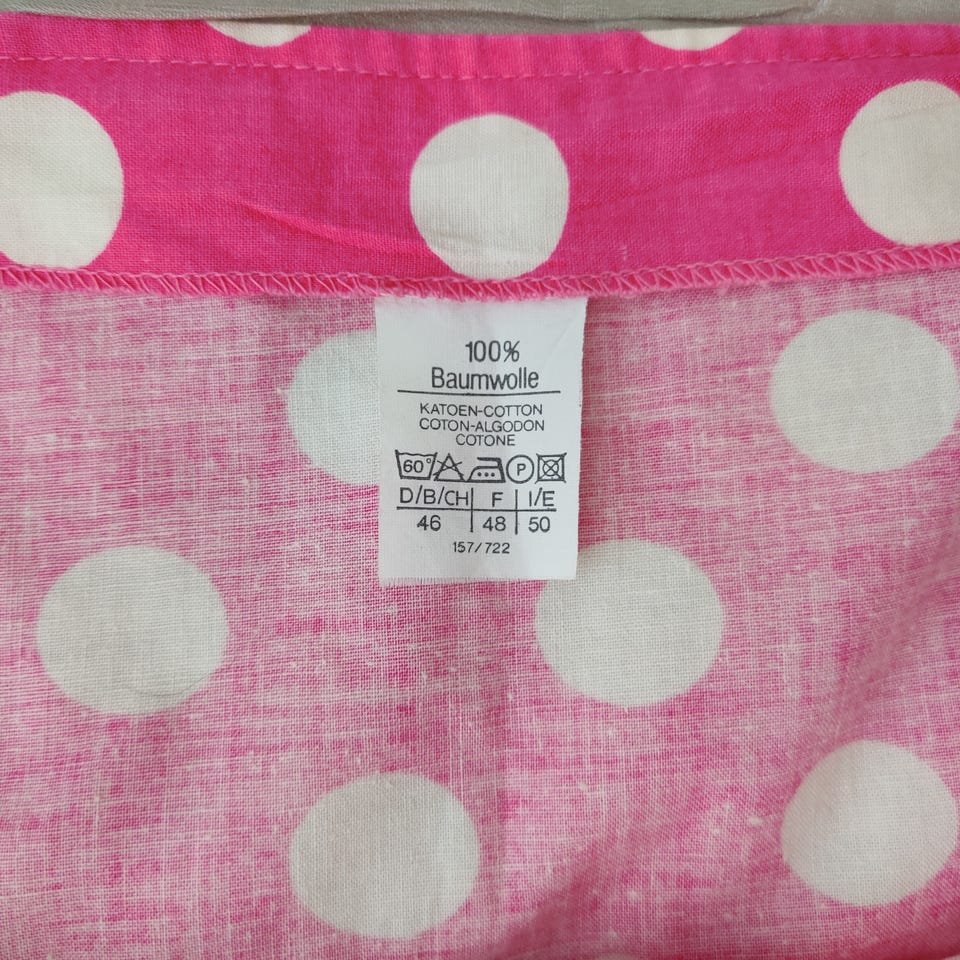 100%
Baumwolle
KATOEN-COTTON
COTON-ALGODON
COTONE
60° P
D/B/CH F I/E
46 48 50
157/722